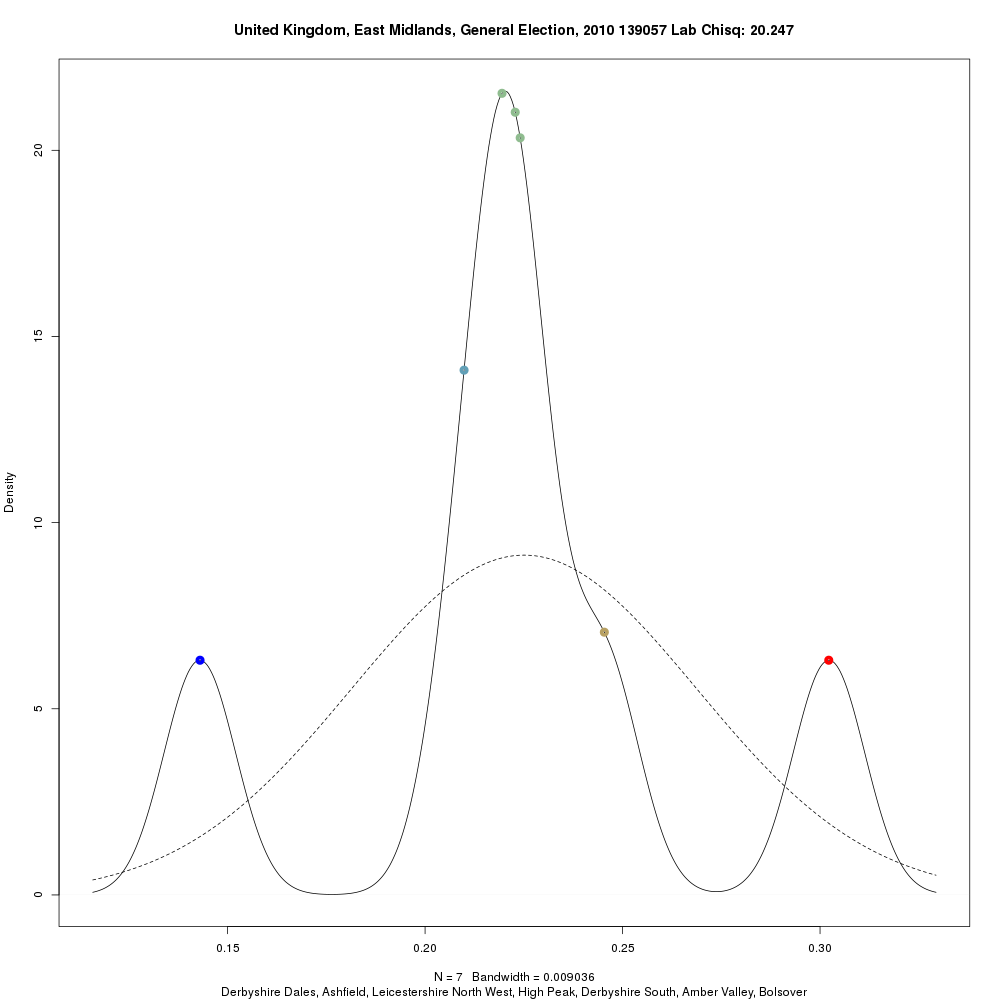 United Kingdom, East Midlands, General Election, 2010 139057 Lab Chisq: 20.247
Density
20
15
10
5
0
0.15 0.20 0.25 0.30
N = 7 Bandwidth = 0.009036
Derbyshire Dales, Ashfield, Leicestershire North West, High Peak, Derbyshire South, Amber Valley, Bolsover